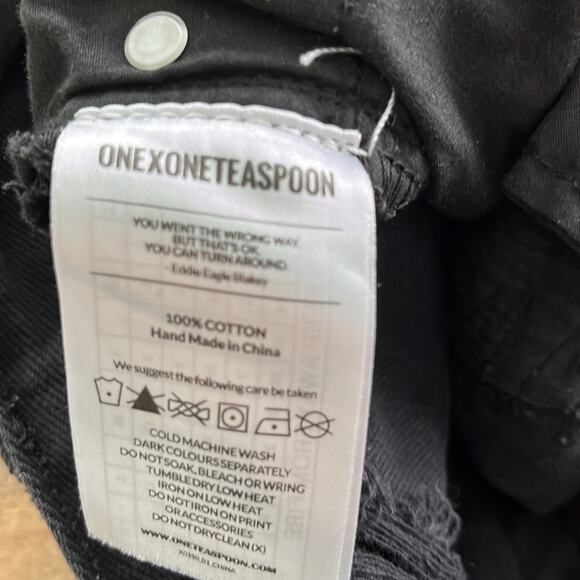 ONEXONETEASPOON
YOU WENT THE WRONG WAY.
BUT THAT'S OK.
YOU CAN TURN AROUND.
- Eddie Eagle Blakey
100% COTTON
Hand Made in China
We suggest the following care be taken
COLD MACHINE WASH
DARK COLOURS SEPARATELY
DO NOT SOAK, BLEACH OR WRING
TUMBLE DRY LOW HEAT
IRON ON LOW HEAT
DO NOT IRON ON PRINT
OR ACCESSORIES
DO NOT DRYCLEAN (X)
WWW.ONETEASPOON.COM